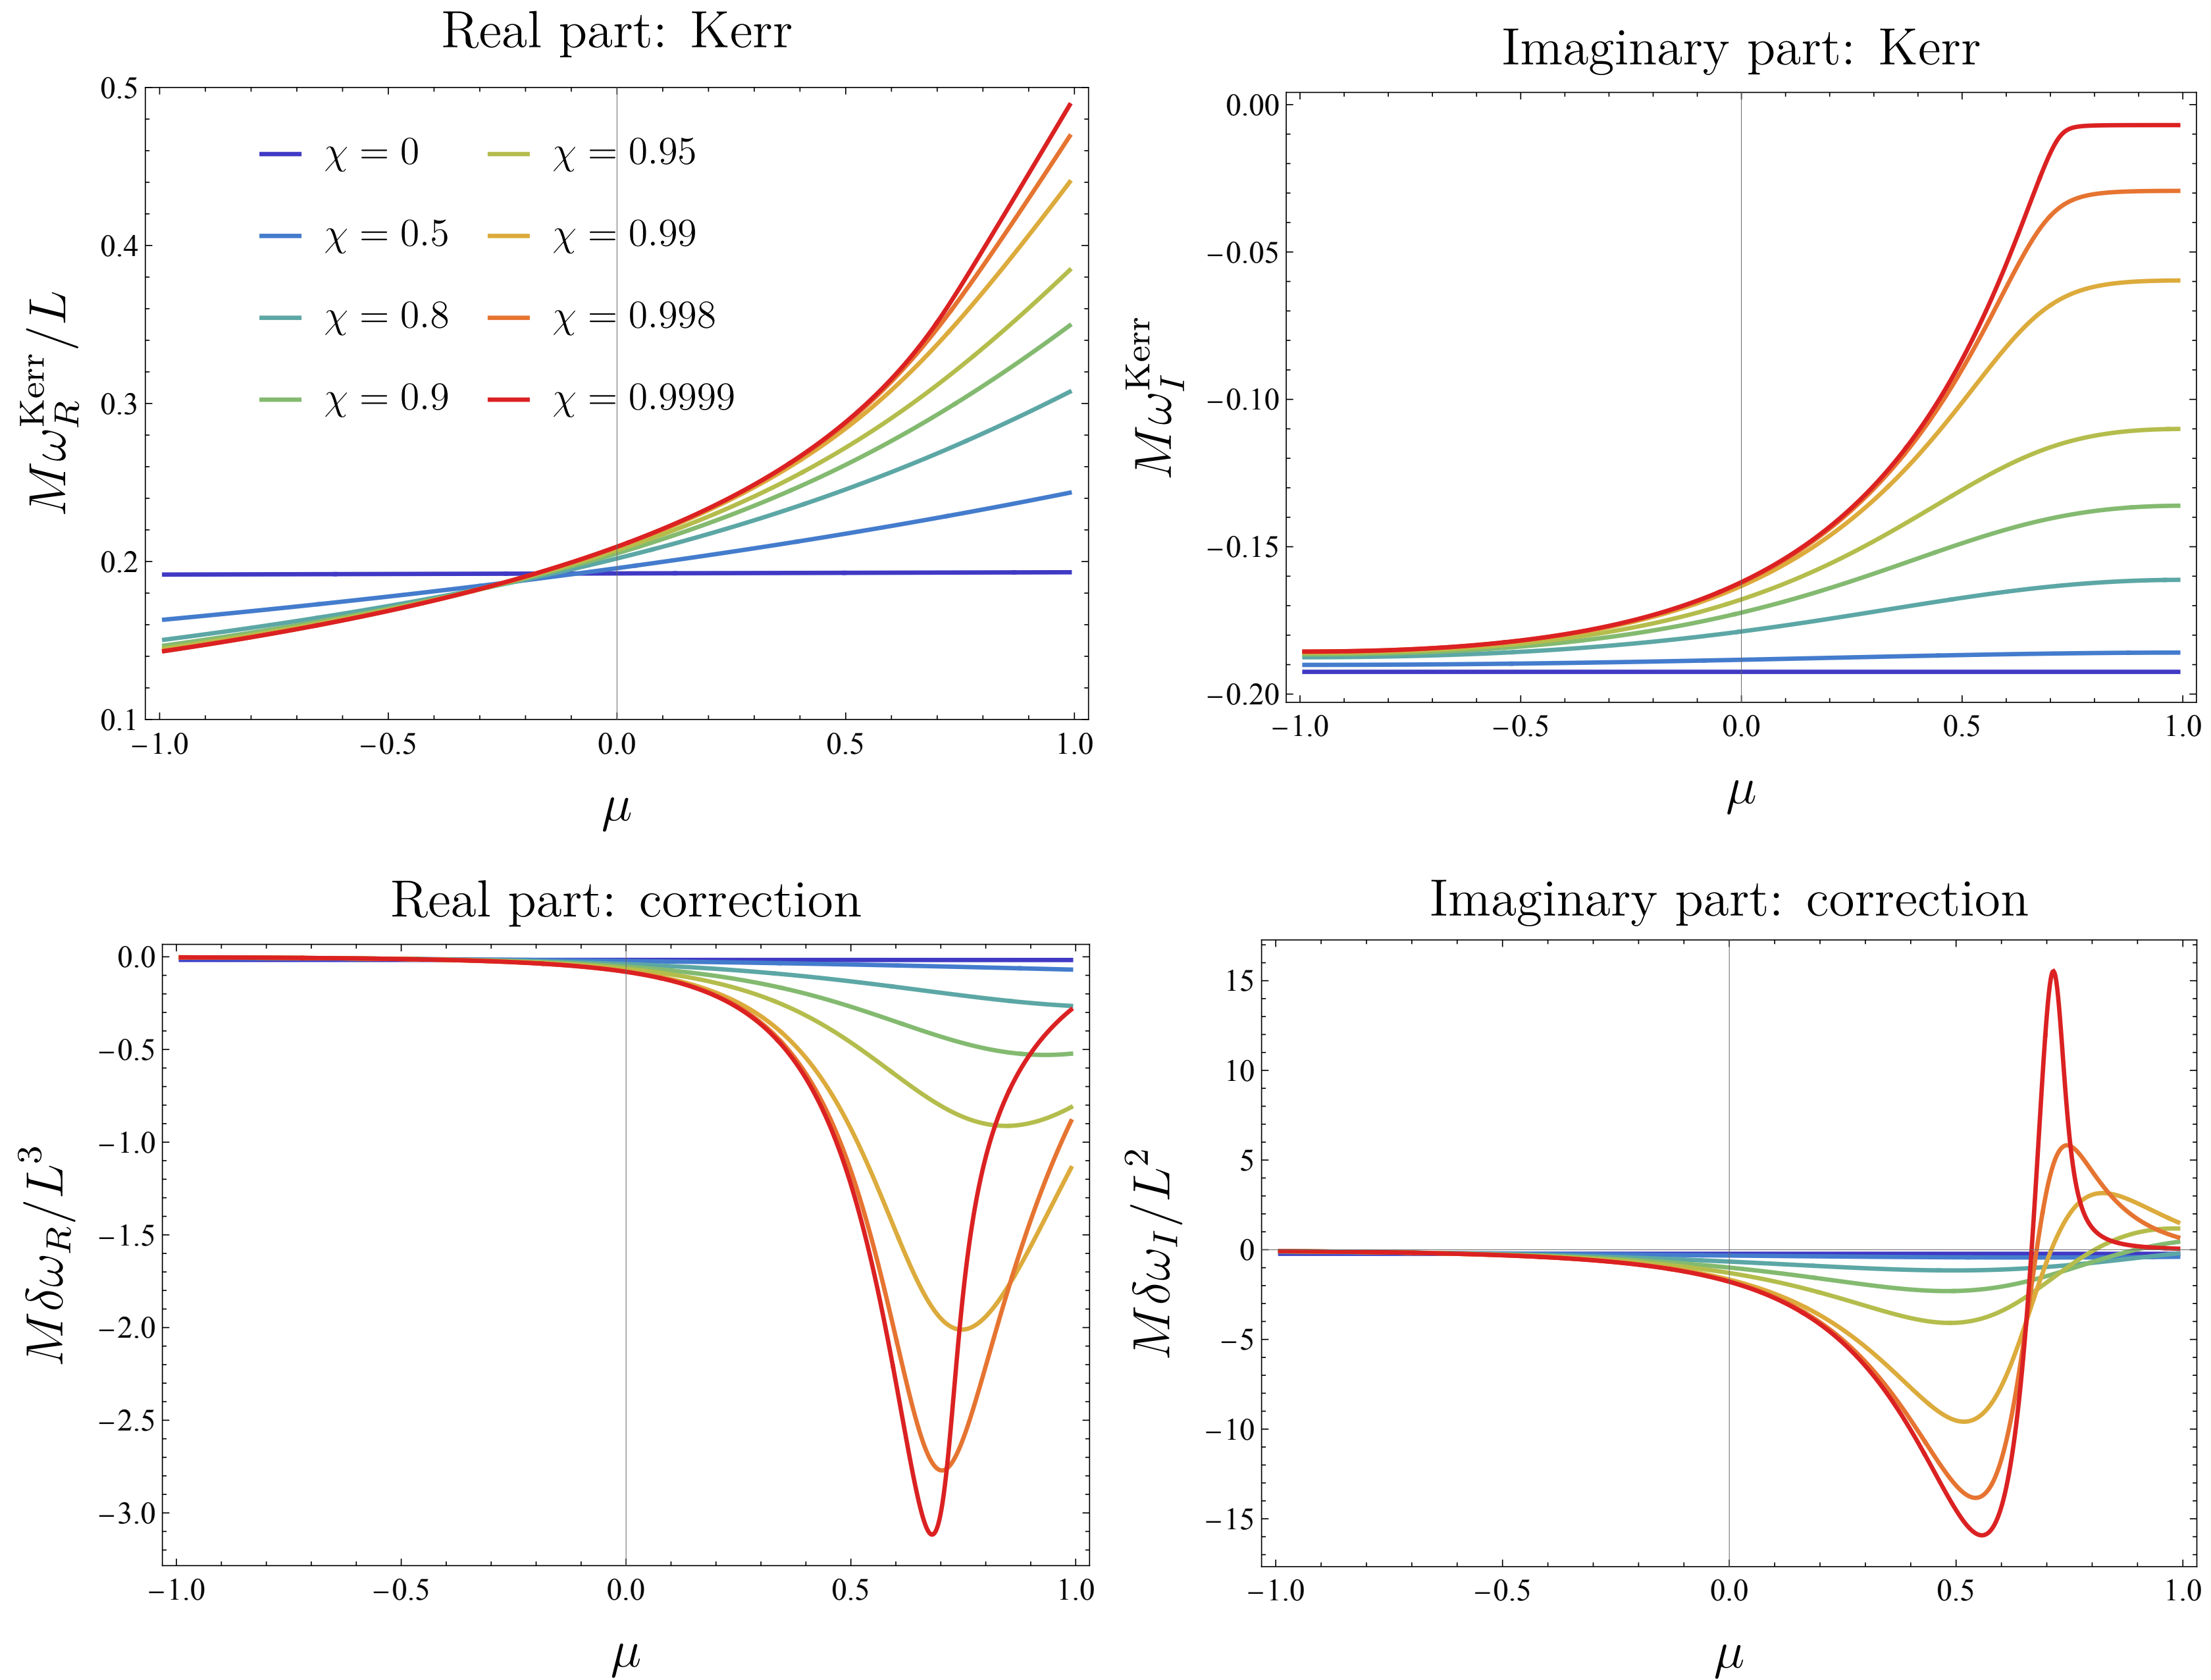 Real part: Kerr
0.5
0.4
0.3
0.2
0.1
−1.0 −0.5 0.0 0.5 1.0
Mω_R^Kerr/L
μ
χ = 0
χ = 0.5
χ = 0.8
χ = 0.9
χ = 0.95
χ = 0.99
χ = 0.998
χ = 0.9999
Imaginary part: Kerr
0.00
−0.05
−0.10
−0.15
−0.20
−1.0 −0.5 0.0 0.5 1.0
Mω_I^Kerr
μ
Real part: correction
0.0
−0.5
−1.0
−1.5
−2.0
−2.5
−3.0
−1.0 −0.5 0.0 0.5 1.0
Mδω_R/L^3
μ
Imaginary part: correction
15
10
5
0
−5
−10
−15
−1.0 −0.5 0.0 0.5 1.0
Mδω_I/L^2
μ